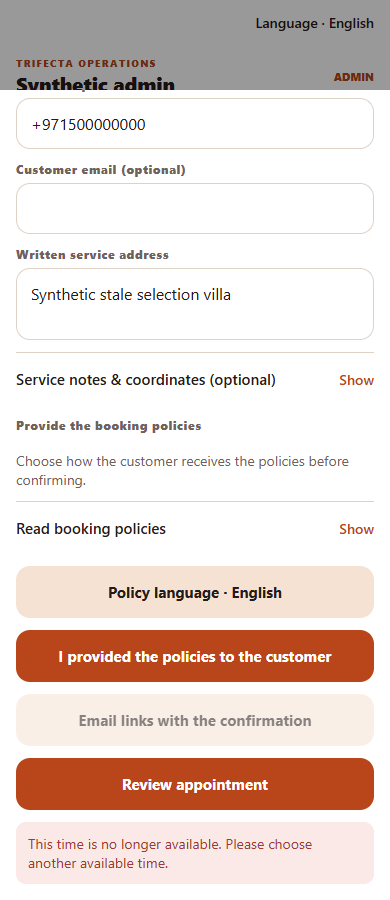 Language · English
TRIFECTA OPERATIONS
Synthetic admin
ADMIN
+971500000000
Customer email (optional)
Written service address
Synthetic stale selection villa
Service notes & coordinates (optional)
Show
Provide the booking policies
Choose how the customer receives the policies before
confirming.
Read booking policies
Show
Policy language · English
I provided the policies to the customer
Email links with the confirmation
Review appointment
This time is no longer available. Please choose
another available time.